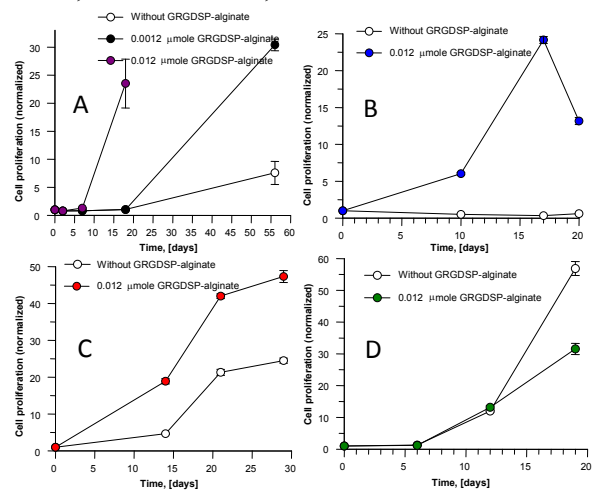 Without GRGDSP-alginate
0.0012 μmole GRGDSP-alginate
0.012 μmole GRGDSP-alginate
A
Cell proliferation (normalized)
30
25
20
15
10
5
0
0 5 10 15 20 25 30 35 40 45 50 55 60
Time, [days]
Without GRGDSP-alginate
0.012 μmole GRGDSP-alginate
B
Cell proliferation (normalized)
25
20
15
10
5
0
0 5 10 15 20
Time, [days]
Without GRGDSP-alginate
0.012 μmole GRGDSP-alginate
C
Cell proliferation (normalized)
50
40
30
20
10
0
0 5 10 15 20 25 30
Time, [days]
Without GRGDSP-alginate
0.012 μmole GRGDSP-alginate
D
Cell proliferation (normalized)
60
50
40
30
20
10
0
0 5 10 15 20
Time, [days]